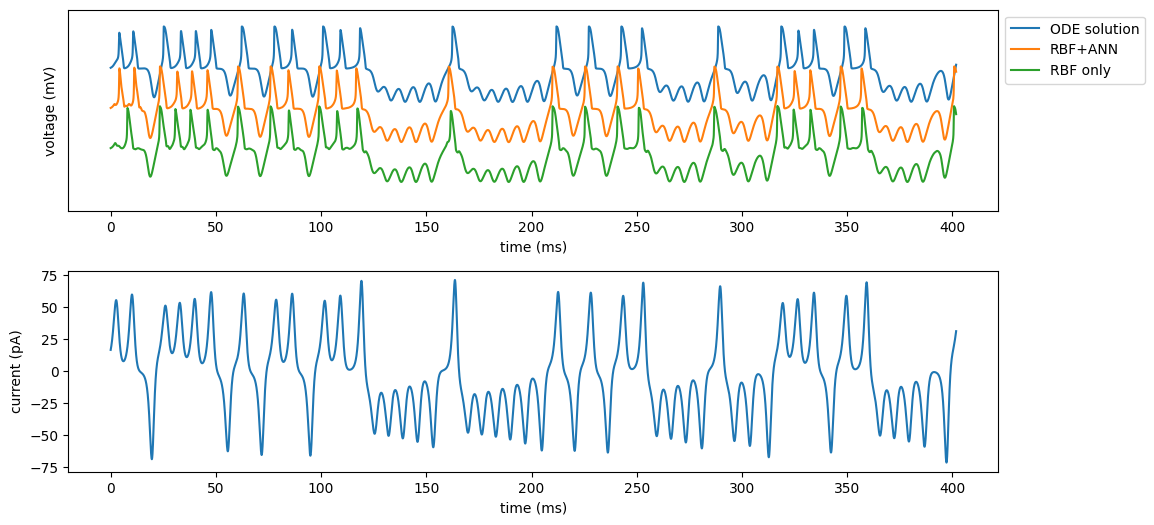 voltage (mV)
ODE solution
RBF+ANN
RBF only
0 50 100 150 200 250 300 350 400
time (ms)
current (pA)
75
50
25
0
−25
−50
−75
0 50 100 150 200 250 300 350 400
time (ms)